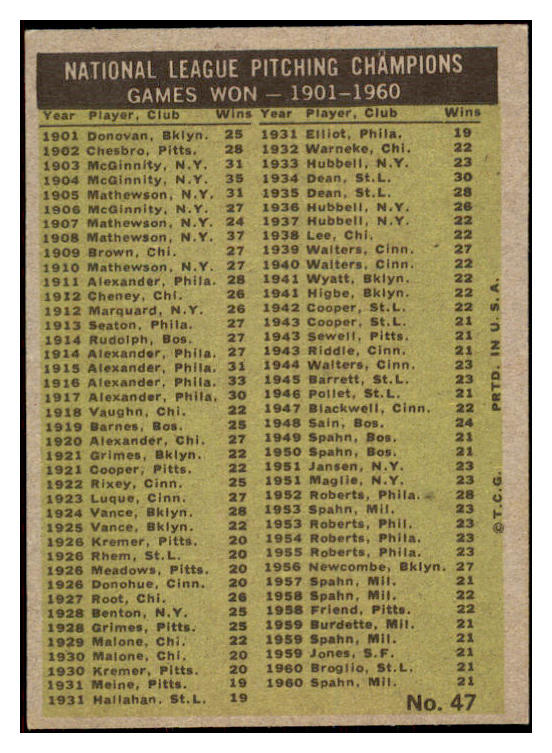 NATIONAL LEAGUE PITCHING CHAMPIONS
GAMES WON — 1901-1960
Year Player, Club Wins
1901 Donovan, Bklyn. 25
1902 Chesbro, Pitts. 28
1903 McGinnity, N.Y. 31
1904 McGinnity, N.Y. 35
1905 Mathewson, N.Y. 31
1906 McGinnity, N.Y. 27
1907 Mathewson, N.Y. 24
1908 Mathewson, N.Y. 37
1909 Brown, Chi. 27
1910 Mathewson, N.Y. 27
1911 Alexander, Phila. 28
1912 Cheney, Chi. 26
1912 Marquard, N.Y. 26
1913 Seaton, Phila. 27
1914 Rudolph, Bos. 27
1914 Alexander, Phila. 27
1915 Alexander, Phila. 31
1916 Alexander, Phila. 33
1917 Alexander, Phila. 30
1918 Vaughn, Chi. 22
1919 Barnes, Bos. 25
1920 Alexander, Chi. 27
1921 Grimes, Bklyn. 22
1921 Cooper, Pitts. 22
1922 Rixey, Cinn. 25
1923 Luque, Cinn. 27
1924 Vance, Bklyn. 28
1925 Vance, Bklyn. 22
1926 Kremer, Pitts. 20
1926 Rhem, St.L. 20
1926 Meadows, Pitts. 20
1926 Donohue, Cinn. 20
1927 Root, Chi. 26
1928 Benton, N.Y. 25
1928 Grimes, Pitts. 25
1929 Malone, Chi. 22
1930 Malone, Chi. 20
1930 Kremer, Pitts. 20
1931 Meine, Pitts. 19
1931 Hallahan, St.L. 19
Year Player, Club Wins
1931 Elliot, Phila. 19
1932 Warneke, Chi. 22
1933 Hubbell, N.Y. 23
1934 Dean, St.L. 30
1935 Dean, St.L. 28
1936 Hubbell, N.Y. 26
1937 Hubbell, N.Y. 22
1938 Lee, Chi. 22
1939 Walters, Cinn. 27
1940 Walters, Cinn. 22
1941 Wyatt, Bklyn. 22
1941 Higbe, Bklyn. 22
1942 Cooper, St.L. 22
1943 Cooper, St.L. 21
1943 Sewell, Pitts. 21
1943 Riddle, Cinn. 21
1944 Walters, Cinn. 23
1945 Barrett, St.L. 23
1946 Pollet, St.L. 21
1947 Blackwell, Cinn. 22
1948 Sain, Bos. 24
1949 Spahn, Bos. 21
1950 Spahn, Bos. 21
1951 Jansen, N.Y. 23
1951 Maglie, N.Y. 23
1952 Roberts, Phila. 28
1953 Spahn, Mil. 23
1953 Roberts, Phil. 23
1954 Roberts, Phila. 23
1955 Roberts, Phila. 23
1956 Newcombe, Bklyn. 27
1957 Spahn, Mil. 21
1958 Spahn, Mil. 22
1958 Friend, Pitts. 22
1959 Burdette, Mil. 21
1959 Spahn, Mil. 21
1959 Jones, S.F. 21
1960 Broglio, St.L. 21
1960 Spahn, Mil. 21
No. 47
© T.C.G. PRTD. IN U.S.A.